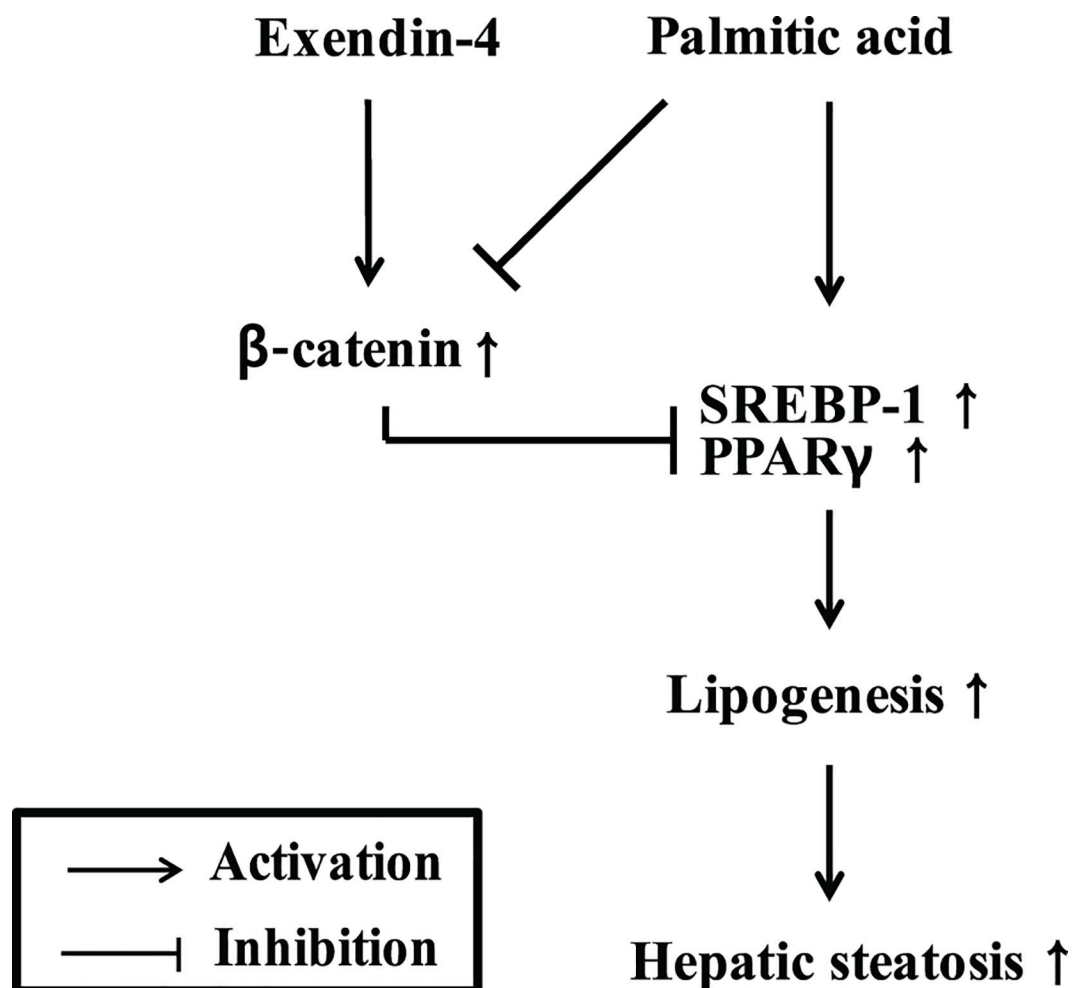 Exendin-4
Palmitic acid
β-catenin ↑
SREBP-1 ↑
PPARγ ↑
Lipogenesis ↑
Activation
Inhibition
Hepatic steatosis ↑